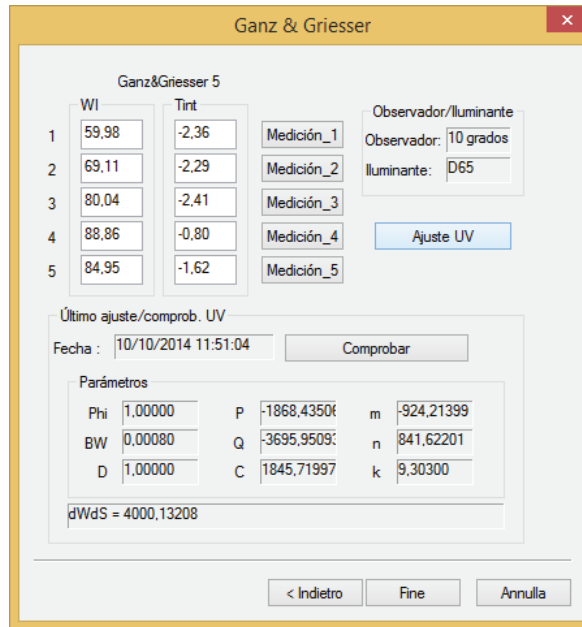 Ganz & Griesser
Ganz&Griesser 5
WI Tint
1 59,98 -2,36 Medición_1
2 69,11 -2,29 Medición_2
3 80,04 -2,41 Medición_3
4 88,86 -0,80 Medición_4
5 84,95 -1,62 Medición_5
Observador/Iluminante
Observador: 10 grados
Iluminante: D65
Ajuste UV
Último ajuste/comprob. UV
Fecha : 10/10/2014 11:51:04 Comprobar
Parámetros
Phi 1,00000 P -1868,43506 m -924,21399
BW 0,00080 Q -3695,95093 n 841,62201
D 1,00000 C 1845,71997 k 9,30300
dWdS = 4000,13208
< Indietro Fine Annulla